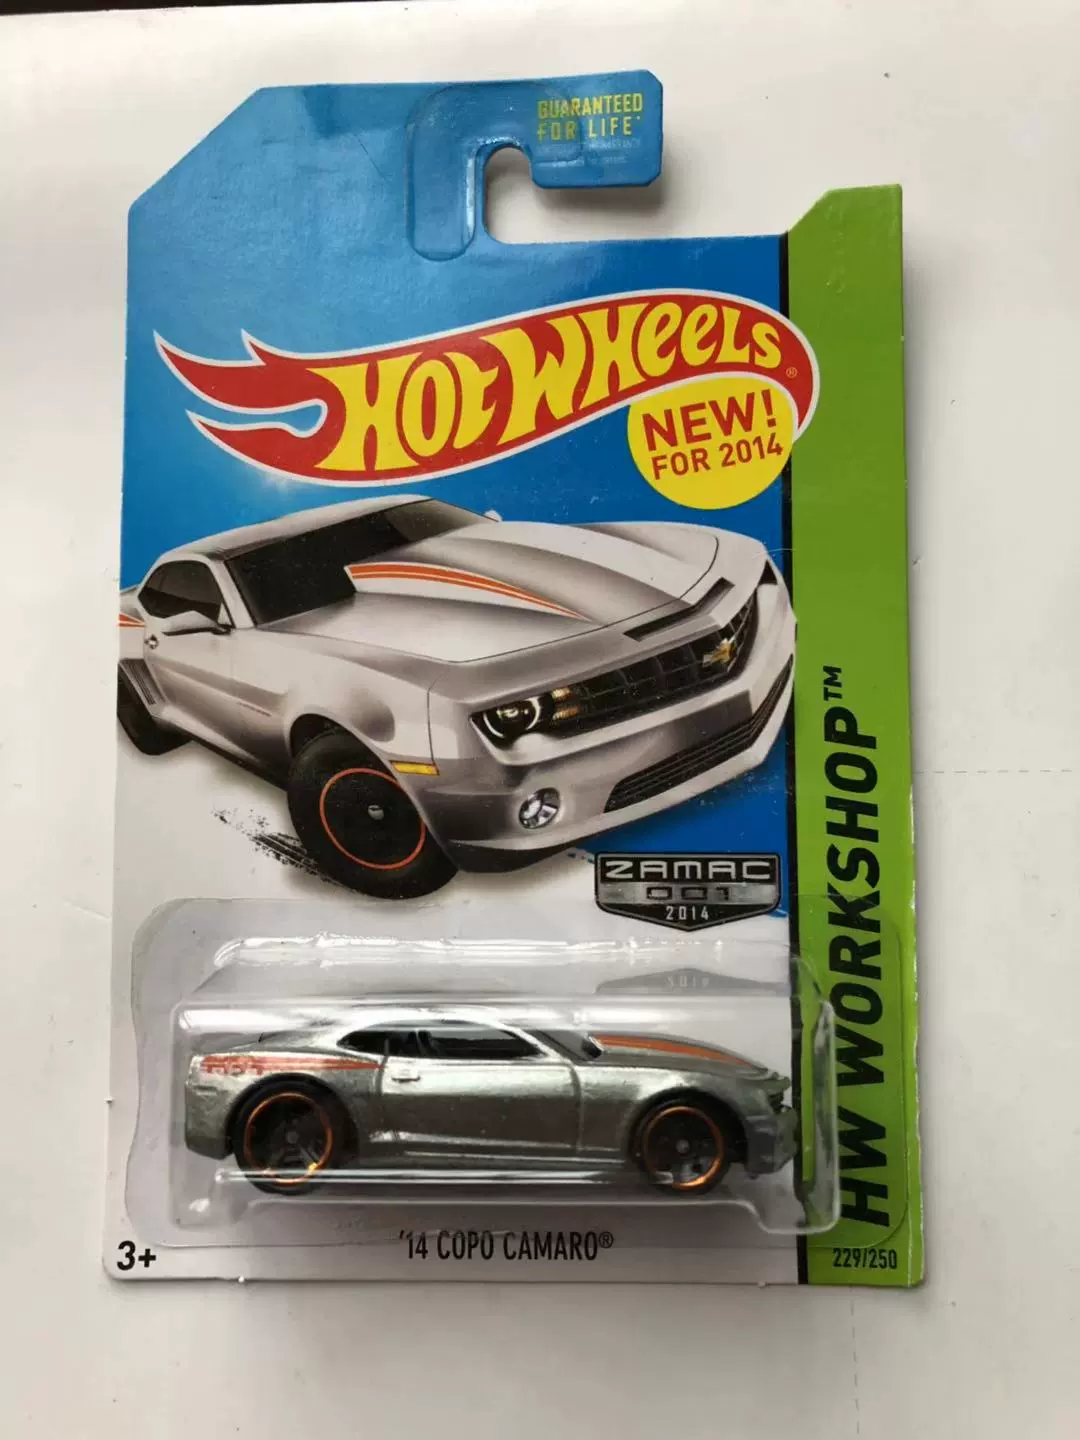 GUARANTEED
FOR LIFE*
HOT WHEELS®
NEW!
FOR 2014
ZAMAC
001
2014
HW WORKSHOP™
'14 COPO CAMARO®
3+
229/250